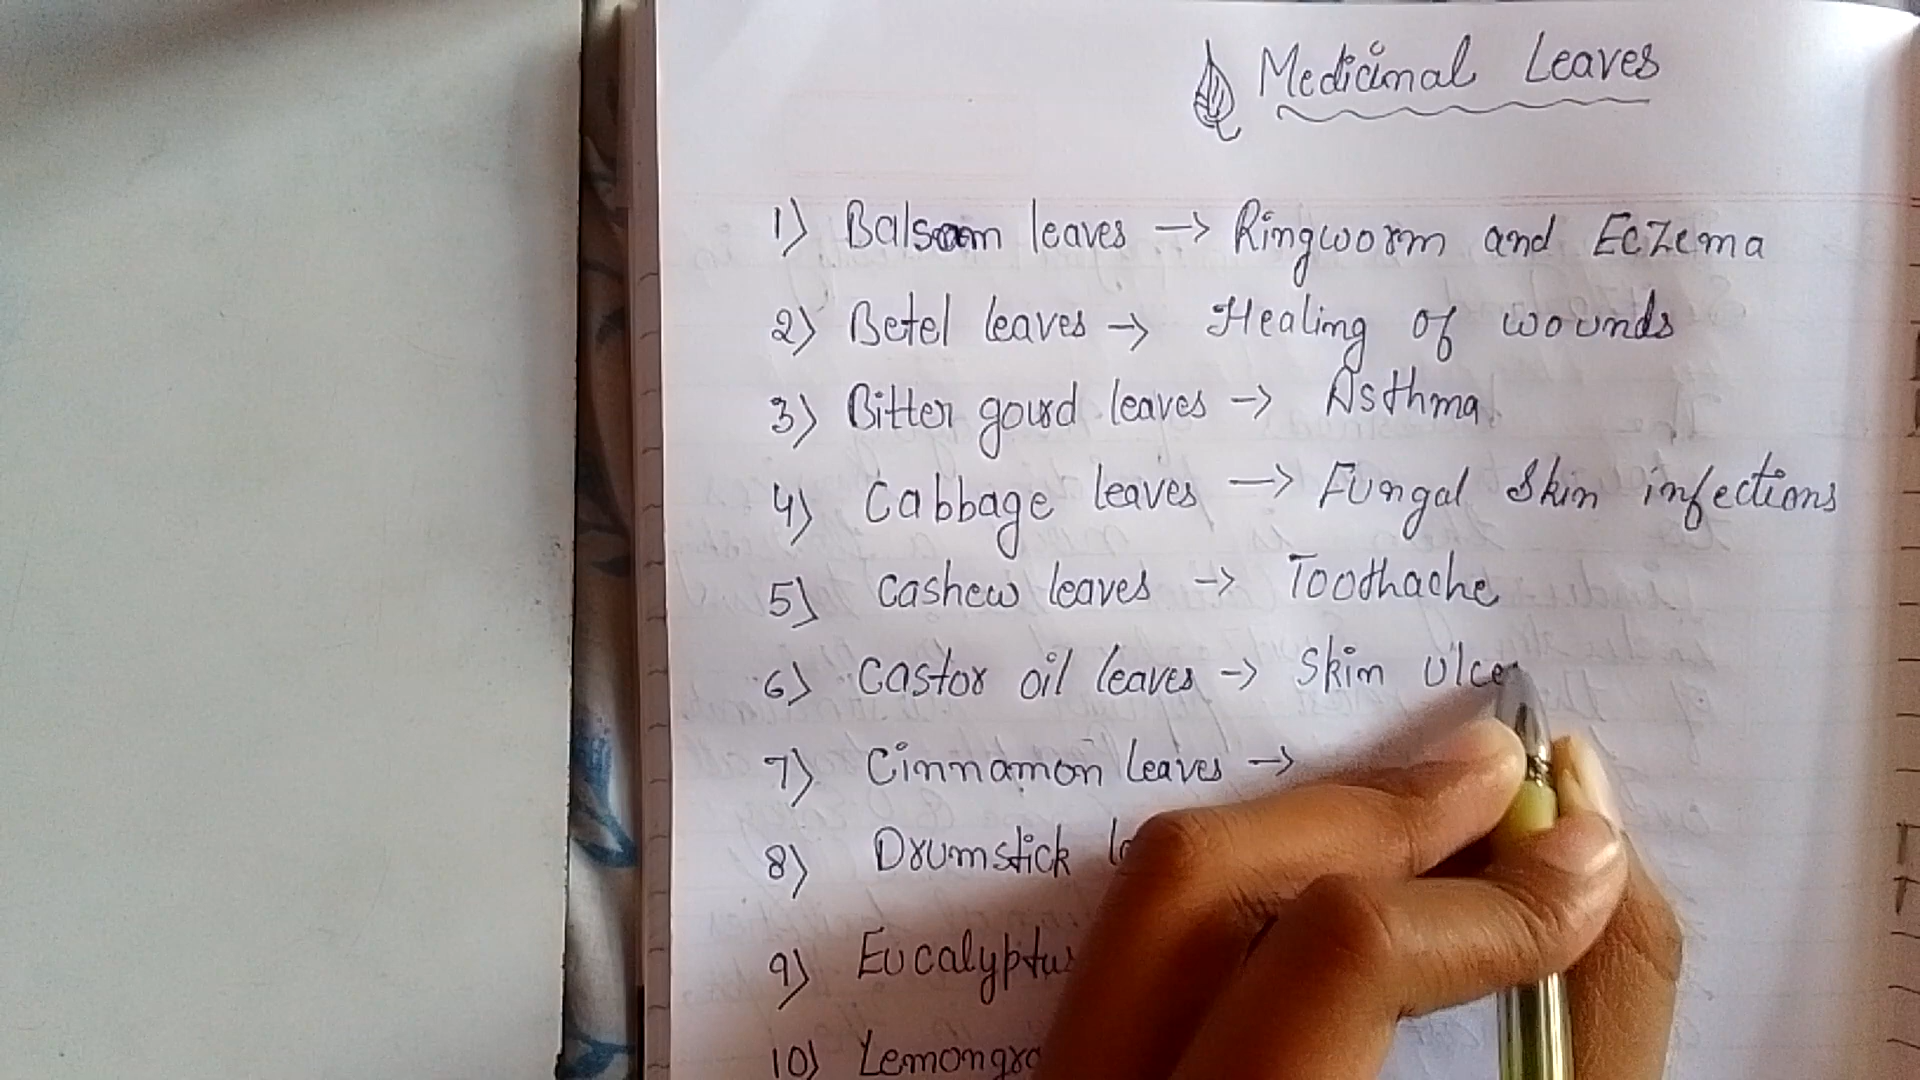 Medicinal Leaves
1) Balsam leaves → Ringworm and Eczema
2) Betel leaves → Healing of wounds
3) Bitter gourd leaves → Asthma
4) Cabbage leaves → Fungal Skin infections
5) Cashew leaves → Toothache
6) Castor oil leaves → Skin Ulce
7) Cinnamon leaves →
8) Drumstick
9) Eucalyptus
10)